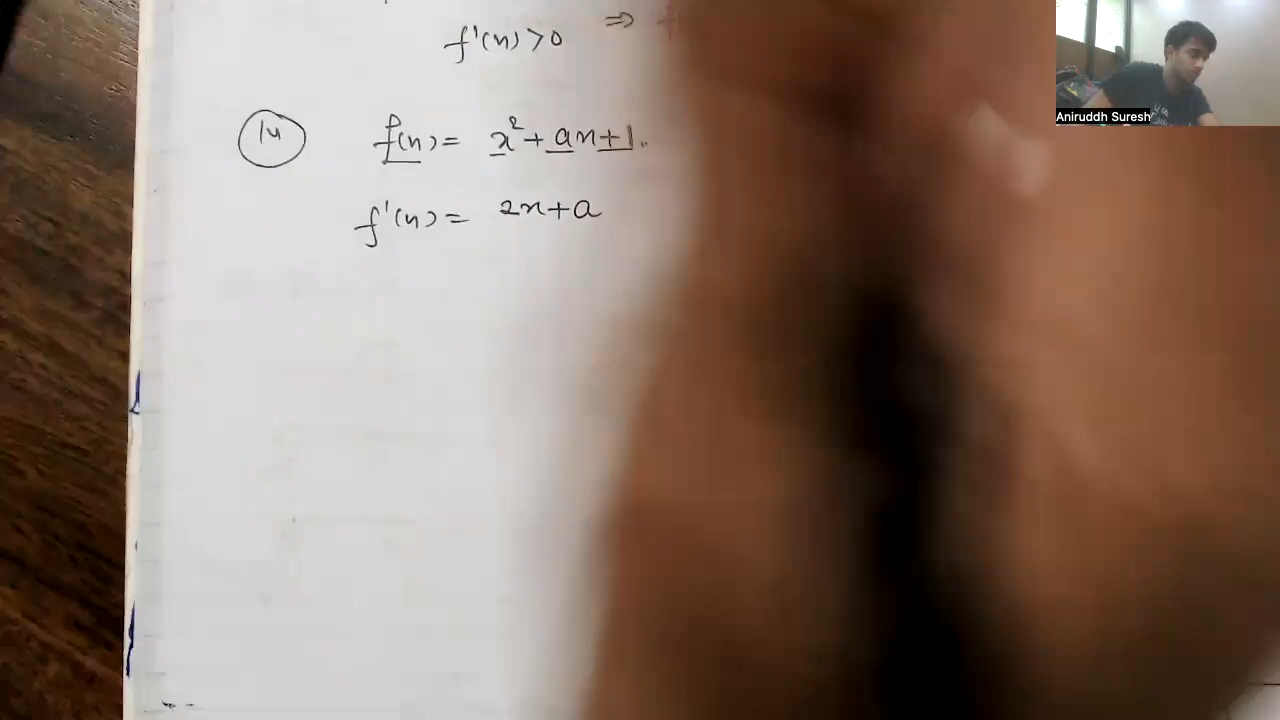 f'(x) > 0 ⇒
Aniruddh Suresh
14 f(x) = x² + ax + 1.
f'(x) = 2x + a